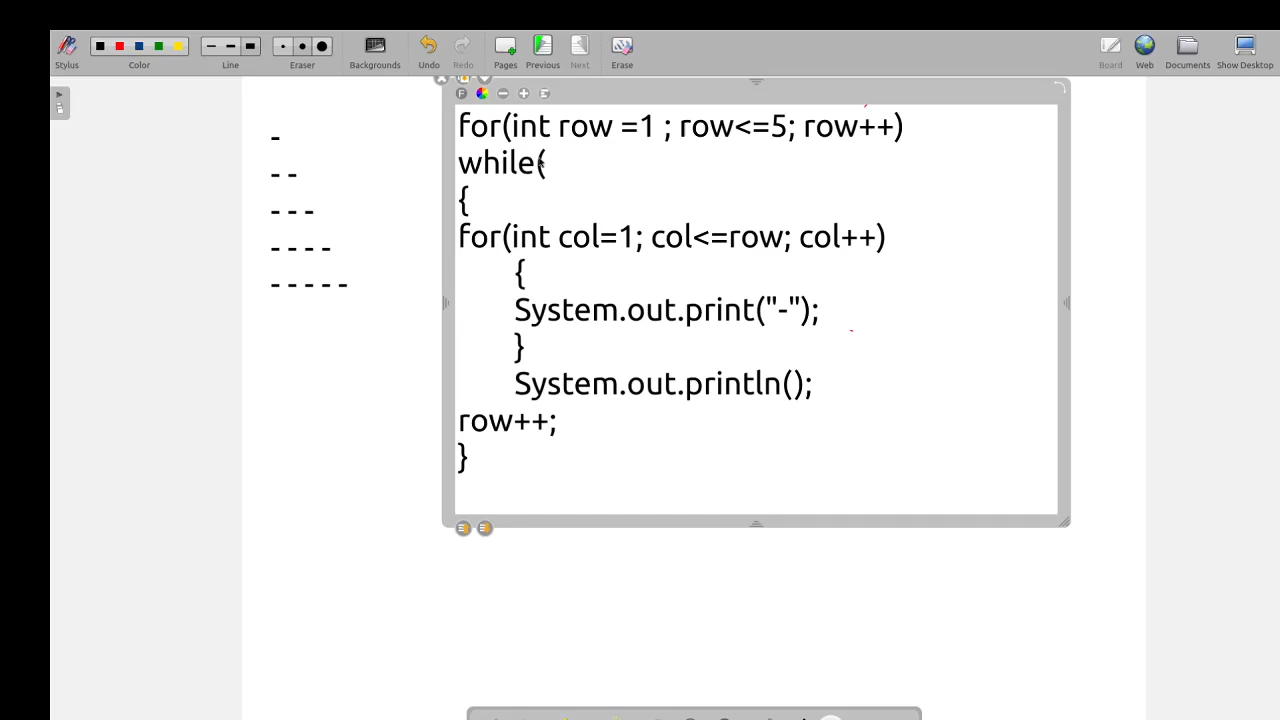 Stylus
Color
Line
Eraser
Backgrounds
Undo
Redo
Pages
Previous
Next
Erase
Board
Web
Documents
Show Desktop
-
- -
- - -
- - - -
- - - - -
F
for(int row =1 ; row<=5; row++)
while(
{
for(int col=1; col<=row; col++)
{
System.out.print("-");
}
System.out.println();
row++;
}